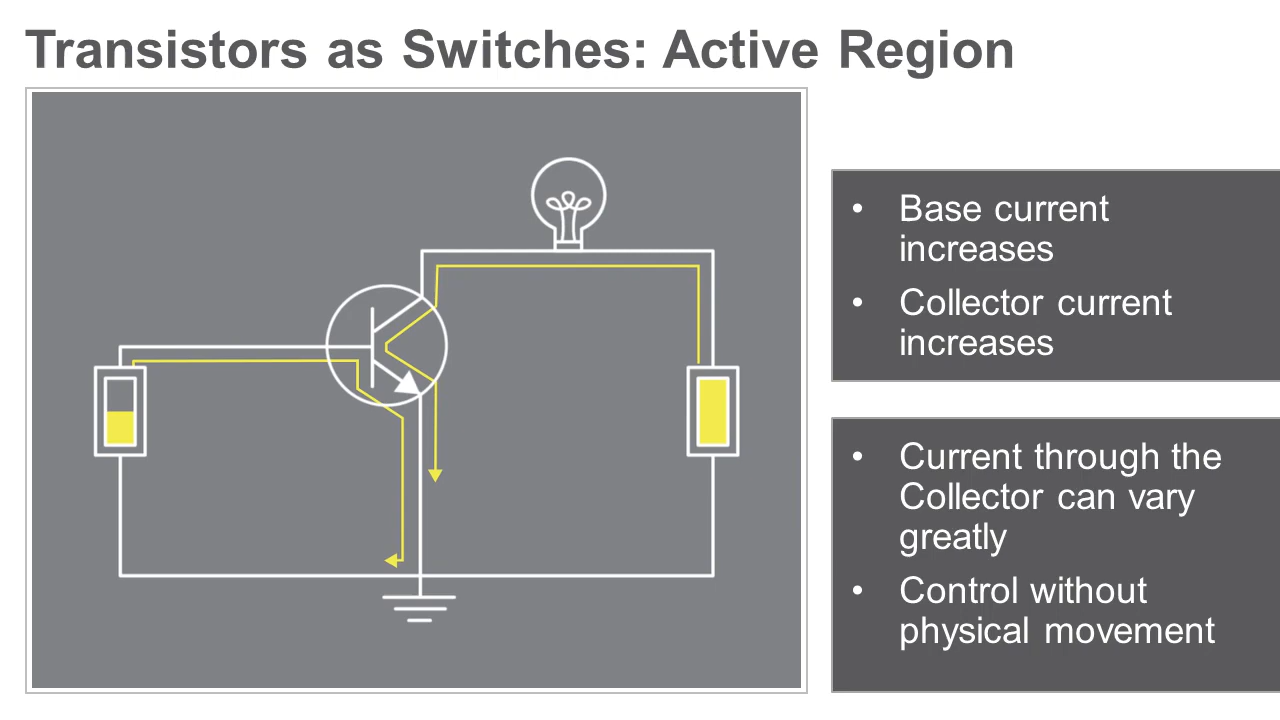 Transistors as Switches: Active Region
• Base current
increases
• Collector current
increases
• Current through the
Collector can vary
greatly
• Control without
physical movement